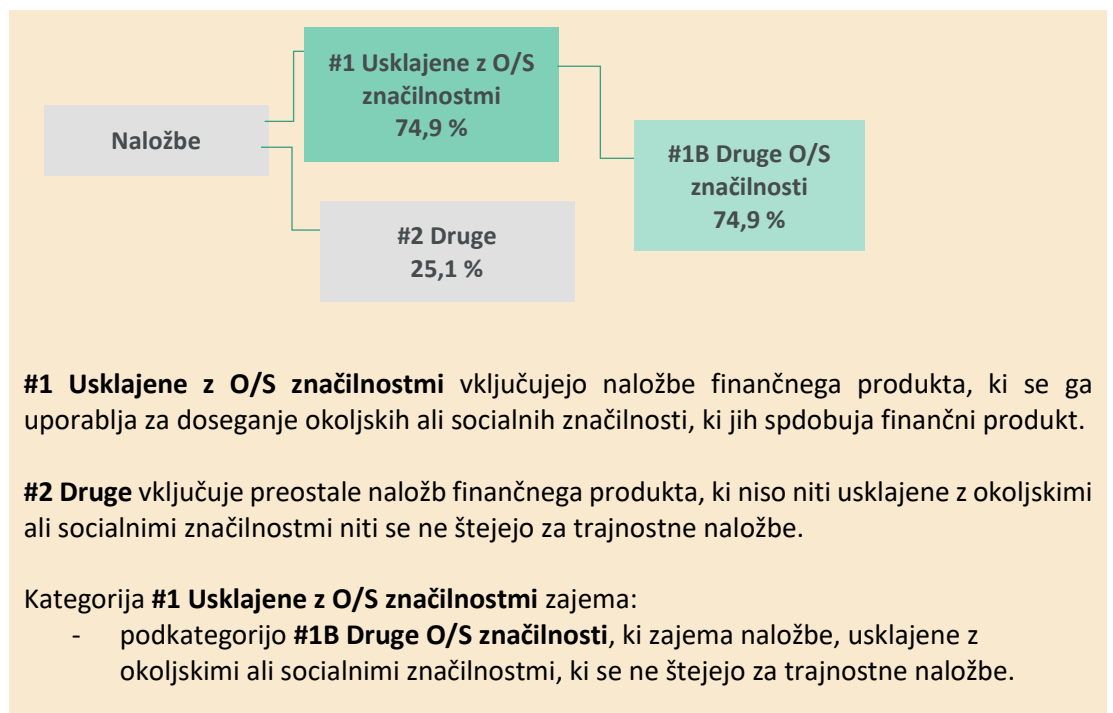 #1 Usklajene z O/S
značilnostmi
74,9 %
Naložbe
#1B Druge O/S
značilnosti
74,9 %
#2 Druge
25,1 %
#1 Usklajene z O/S značilnostmi vključujejo naložbe finančnega produkta, ki se ga
uporablja za doseganje okoljskih ali socialnih značilnosti, ki jih spdobuja finančni produkt.
#2 Druge vključuje preostale naložb finančnega produkta, ki niso niti usklajene z okoljskimi
ali socialnimi značilnostmi niti se ne štejejo za trajnostne naložbe.
Kategorija #1 Usklajene z O/S značilnostmi zajema:
- podkategorijo #1B Druge O/S značilnosti, ki zajema naložbe, usklajene z
okoljskimi ali socialnimi značilnostmi, ki se ne štejejo za trajnostne naložbe.